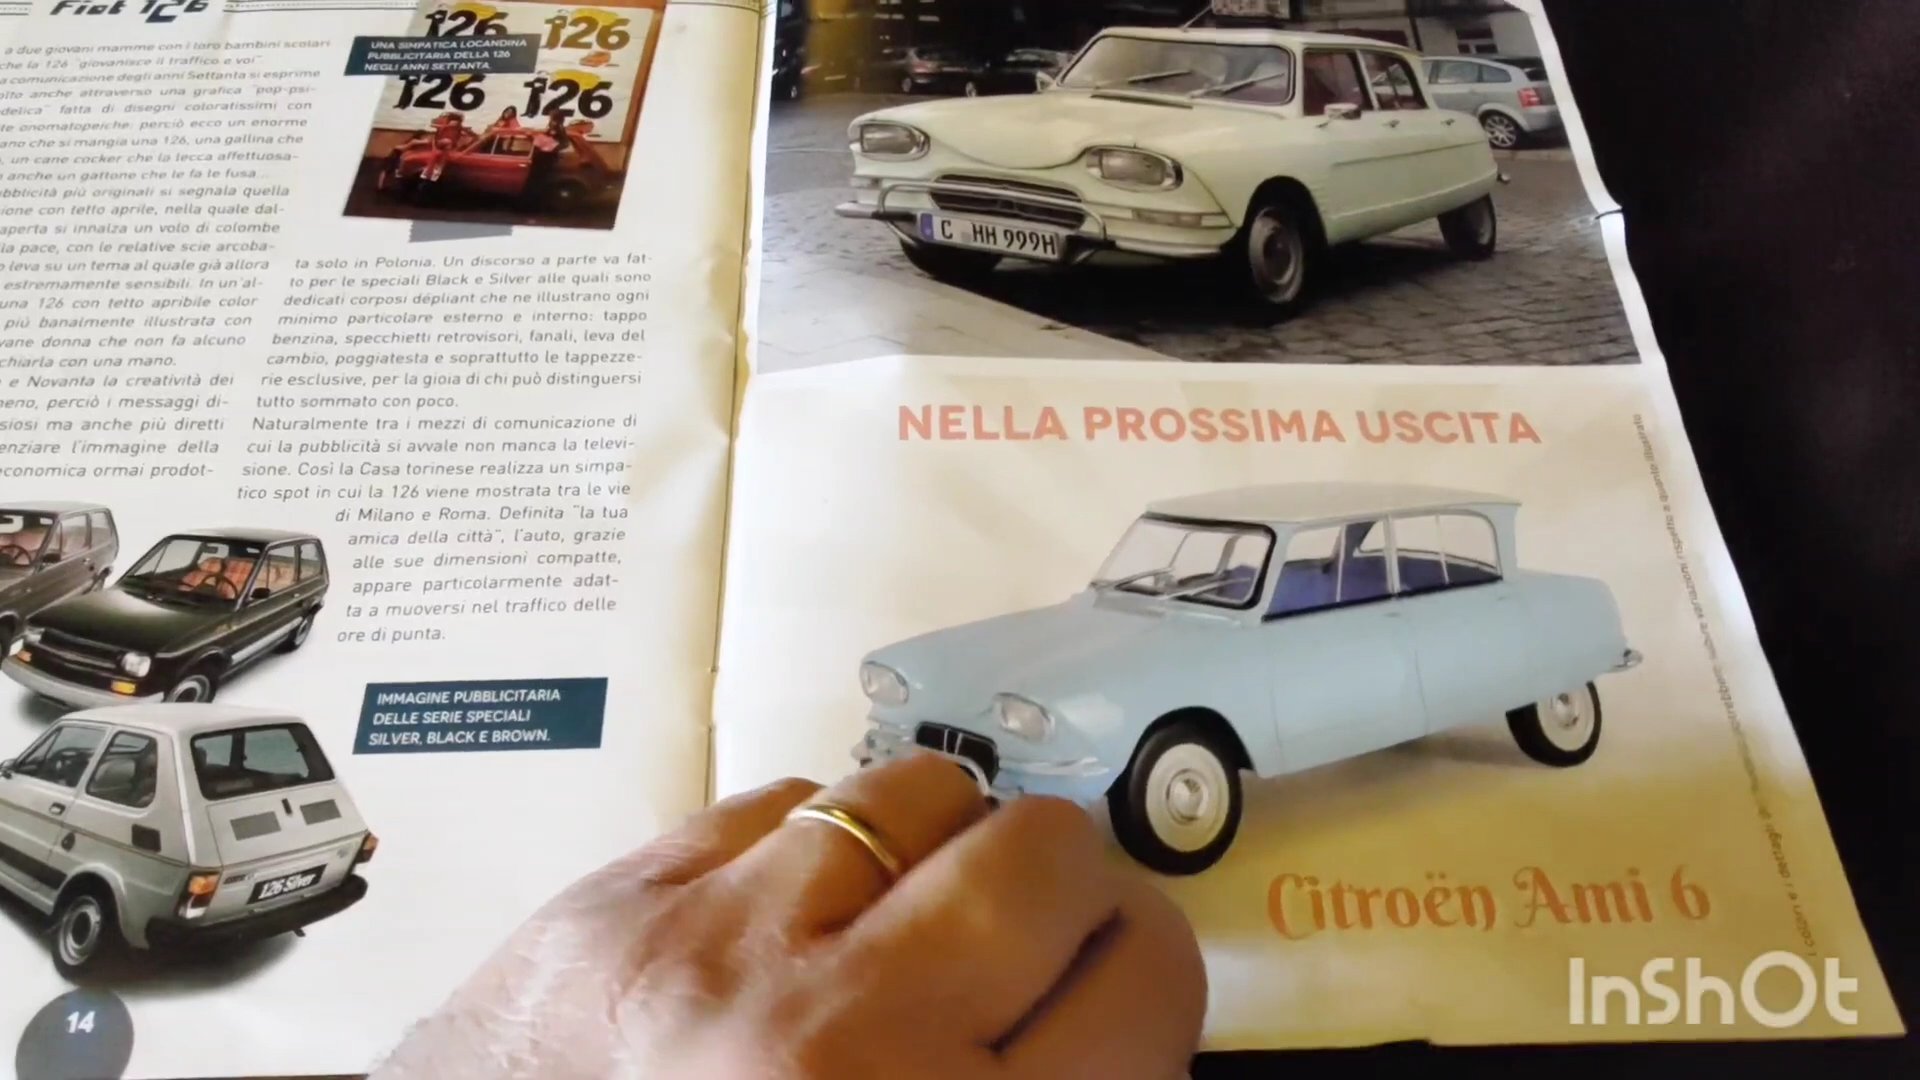 Fiat 126
a due giovani mamme con i loro bambini scolari
che la 126 "giovanisce il traffico e voi".
a comunicazione degli anni Settanta si esprime
olto anche attraverso una grafica "pop-psi-
delica" fatta di disegni coloratissimi con
te onomatopeiche: perciò ecco un enorme
ano che si mangia una 126, una gallina che
, un cane cocker che la lecca affettuosa-
anche un gattone che le fa le fusa...
bblicità più originali si segnala quella
ione con tetto aprile, nella quale dal-
aperta si innalza un volo di colombe
la pace, con le relative scie arcoba-
o leva su un tema al quale già allora
estremamente sensibili. In un'al-
una 126 con tetto apribile color
più banalmente illustrata con
vane donna che non fa alcuno
chiarla con una mano.
e Novanta la creatività dei
eno, perciò i messaggi di-
siosi ma anche più diretti
enziare l'immagine della
economica ormai prodot-
126
126
126
126
UNA SIMPATICA LOCANDINA
PUBBLICITARIA DELLA 126
NEGLI ANNI SETTANTA.
ta solo in Polonia. Un discorso a parte va fat-
to per le speciali Black e Silver alle quali sono
dedicati corposi dépliant che ne illustrano ogni
minimo particolare esterno e interno: tappo
benzina, specchietti retrovisori, fanali, leva del
cambio, poggiatesta e soprattutto le tappezze-
rie esclusive, per la gioia di chi può distinguersi
tutto sommato con poco.
Naturalmente tra i mezzi di comunicazione di
cui la pubblicità si avvale non manca la televi-
sione. Così la Casa torinese realizza un simpa-
tico spot in cui la 126 viene mostrata tra le vie
di Milano e Roma. Definita "la tua
amica della città", l'auto, grazie
alle sue dimensioni compatte,
appare particolarmente adat-
ta a muoversi nel traffico delle
ore di punta.
IMMAGINE PUBBLICITARIA
DELLE SERIE SPECIALI
SILVER, BLACK E BROWN.
126 Silver
14
C HH 999H
NELLA PROSSIMA USCITA
Citroën Ami 6
I colori e i dettagli subire variazioni rispetto a quanto illustrato
InShOt